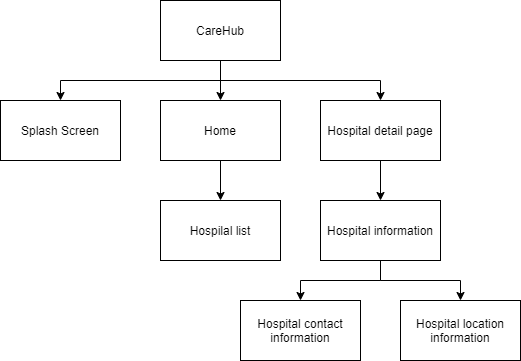 CareHub
Splash Screen
Home
Hospital detail page
Hospilal list
Hospital information
Hospital contact
information
Hospital location
information